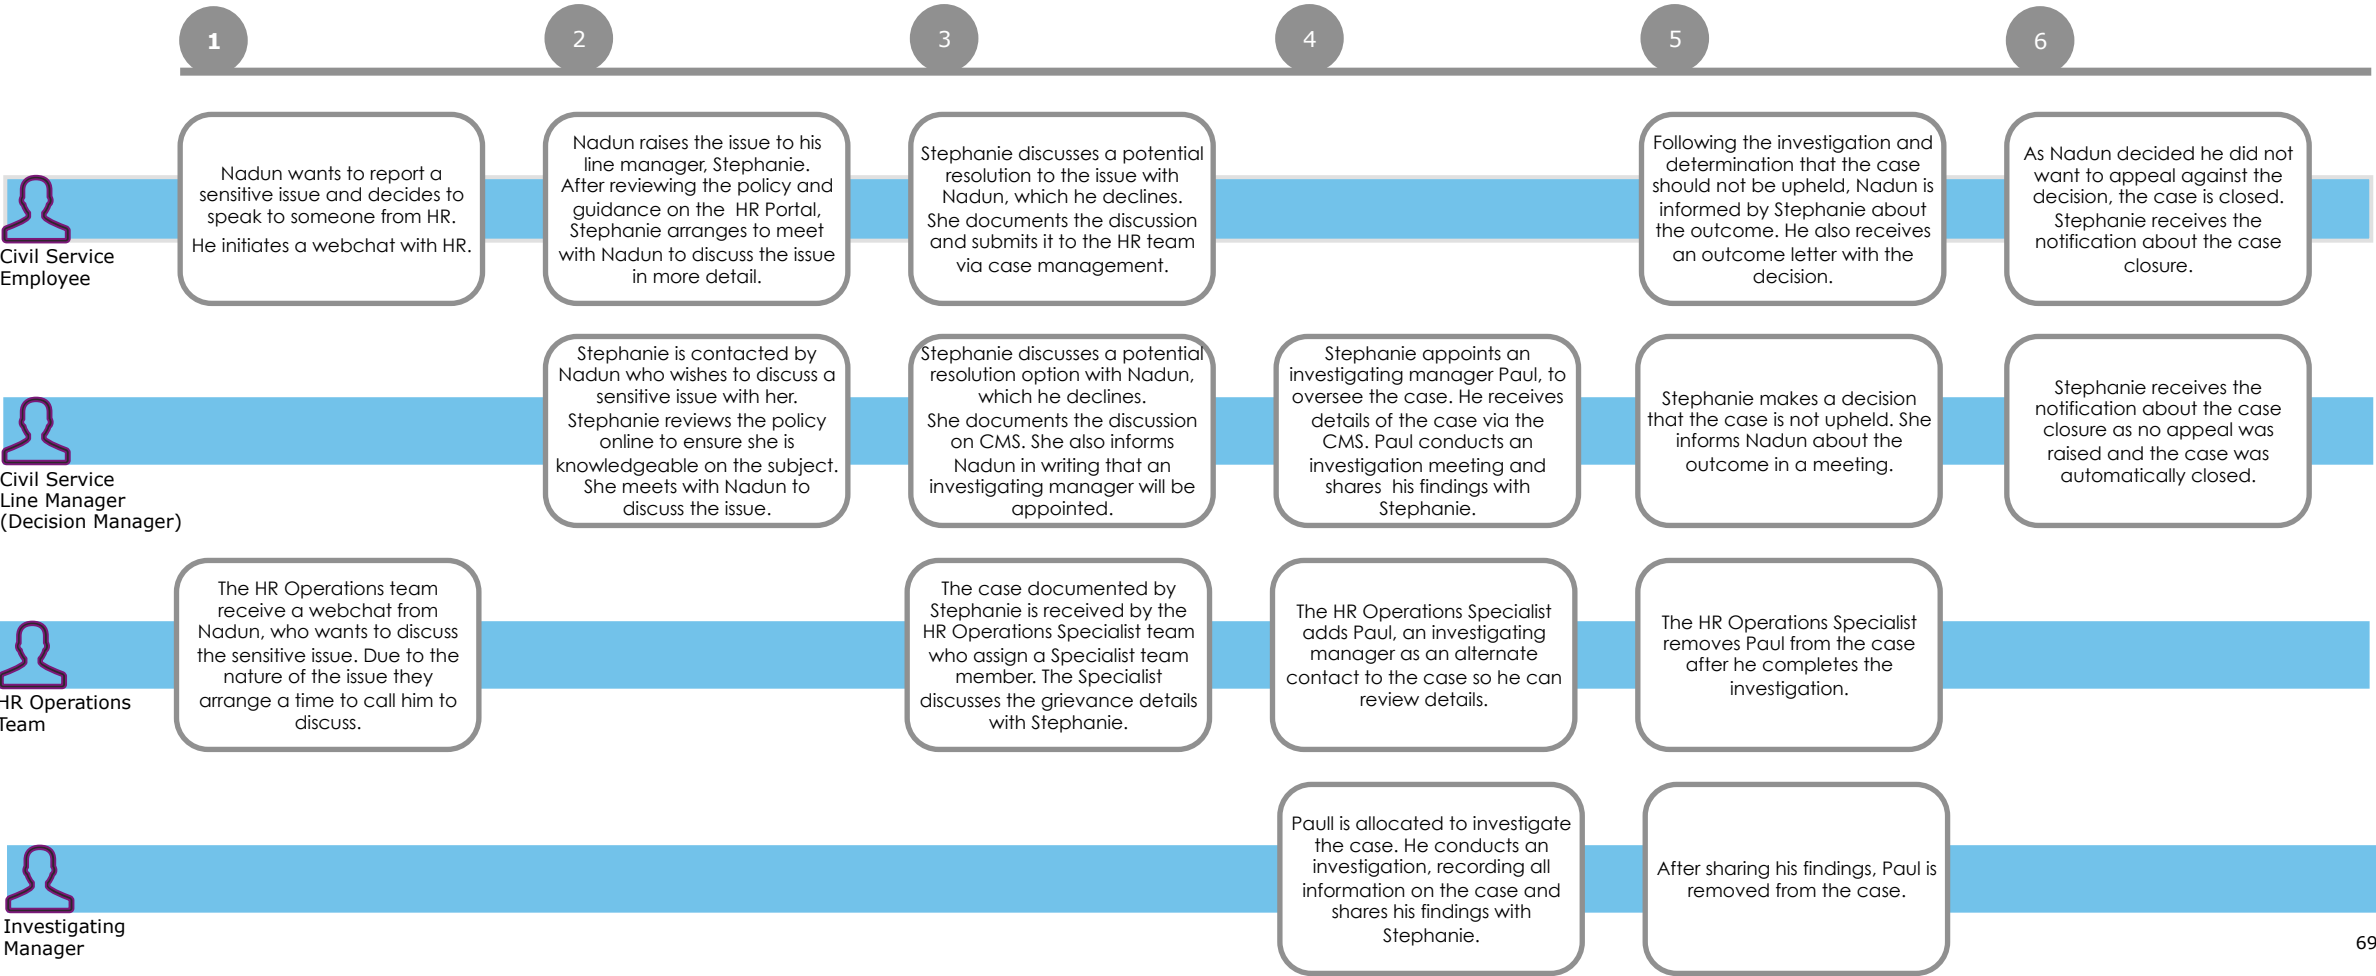 1
2
3
4
5
6
Nadun wants to report a
sensitive issue and decides to
speak to someone from HR.
He initiates a webchat with HR.
Nadun raises the issue to his
line manager, Stephanie.
After reviewing the policy and
guidance on the HR Portal,
Stephanie arranges to meet
with Nadun to discuss the issue
in more detail.
Stephanie discusses a potential
resolution to the issue with
Nadun, which he declines.
She documents the discussion
and submits it to the HR team
via case management.
Following the investigation and
determination that the case
should not be upheld, Nadun is
informed by Stephanie about
the outcome. He also receives
an outcome letter with the
decision.
As Nadun decided he did not
want to appeal against the
decision, the case is closed.
Stephanie receives the
notification about the case
closure.
Civil Service
Employee
Stephanie is contacted by
Nadun who wishes to discuss a
sensitive issue with her.
Stephanie reviews the policy
online to ensure she is
knowledgeable on the subject.
She meets with Nadun to
discuss the issue.
Stephanie discusses a potential
resolution option with Nadun,
which he declines.
She documents the discussion
on CMS. She also informs
Nadun in writing that an
investigating manager will be
appointed.
Stephanie appoints an
investigating manager Paul, to
oversee the case. He receives
details of the case via the
CMS. Paul conducts an
investigation meeting and
shares his findings with
Stephanie.
Stephanie makes a decision
that the case is not upheld. She
informs Nadun about the
outcome in a meeting.
Stephanie receives the
notification about the case
closure as no appeal was
raised and the case was
automatically closed.
Civil Service
Line Manager
(Decision Manager)
The HR Operations team
receive a webchat from
Nadun, who wants to discuss
the sensitive issue. Due to the
nature of the issue they
arrange a time to call him to
discuss.
The case documented by
Stephanie is received by the
HR Operations Specialist team
who assign a Specialist team
member. The Specialist
discusses the grievance details
with Stephanie.
The HR Operations Specialist
adds Paul, an investigating
manager as an alternate
contact to the case so he can
review details.
The HR Operations Specialist
removes Paul from the case
after he completes the
investigation.
HR Operations
Team
Paull is allocated to investigate
the case. He conducts an
investigation, recording all
information on the case and
shares his findings with
Stephanie.
After sharing his findings, Paul is
removed from the case.
Investigating
Manager
69